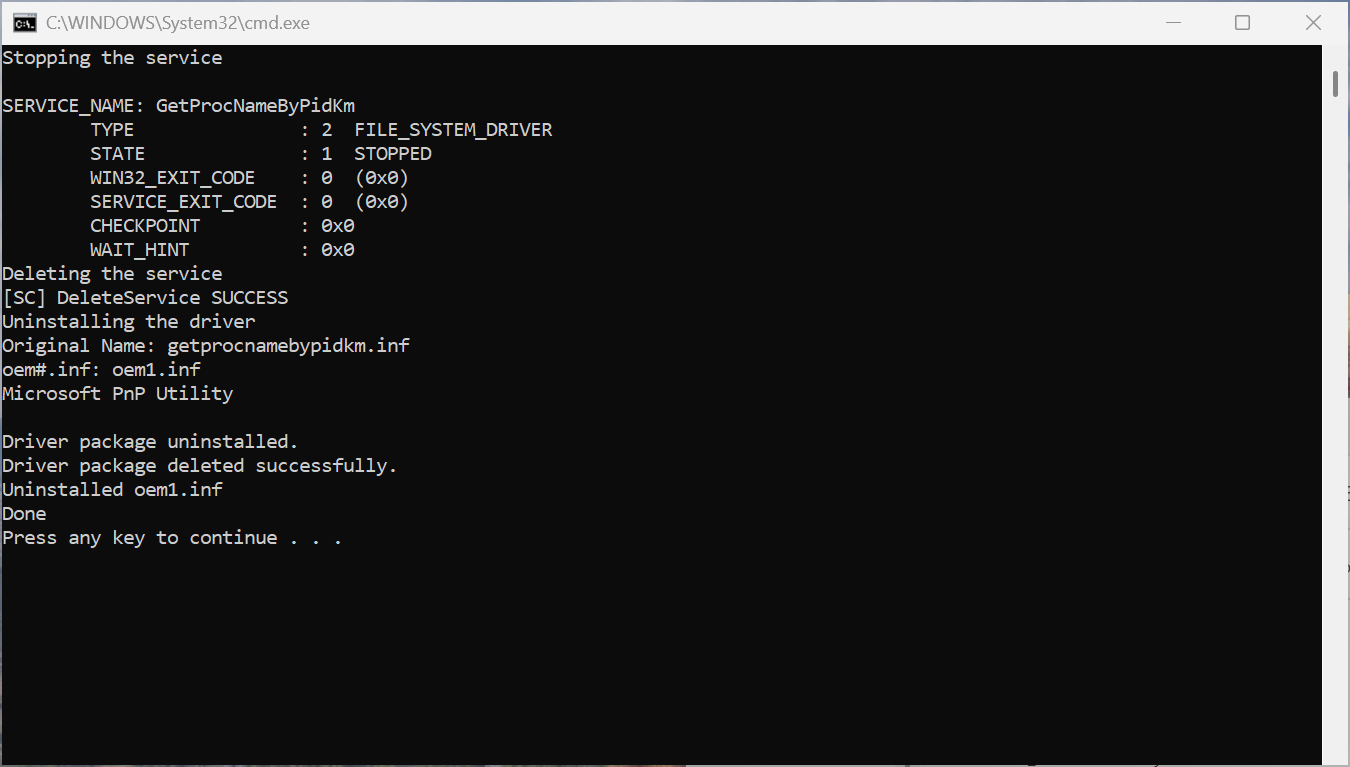 C:\WINDOWS\System32\cmd.exe
Stopping the service
SERVICE_NAME: GetProcNameByPidKm
        TYPE               : 2  FILE_SYSTEM_DRIVER
        STATE              : 1  STOPPED
        WIN32_EXIT_CODE    : 0  (0x0)
        SERVICE_EXIT_CODE  : 0  (0x0)
        CHECKPOINT         : 0x0
        WAIT_HINT          : 0x0
Deleting the service
[SC] DeleteService SUCCESS
Uninstalling the driver
Original Name: getprocnamebypidkm.inf
oem#.inf: oem1.inf
Microsoft PnP Utility
Driver package uninstalled.
Driver package deleted successfully.
Uninstalled oem1.inf
Done
Press any key to continue . . .